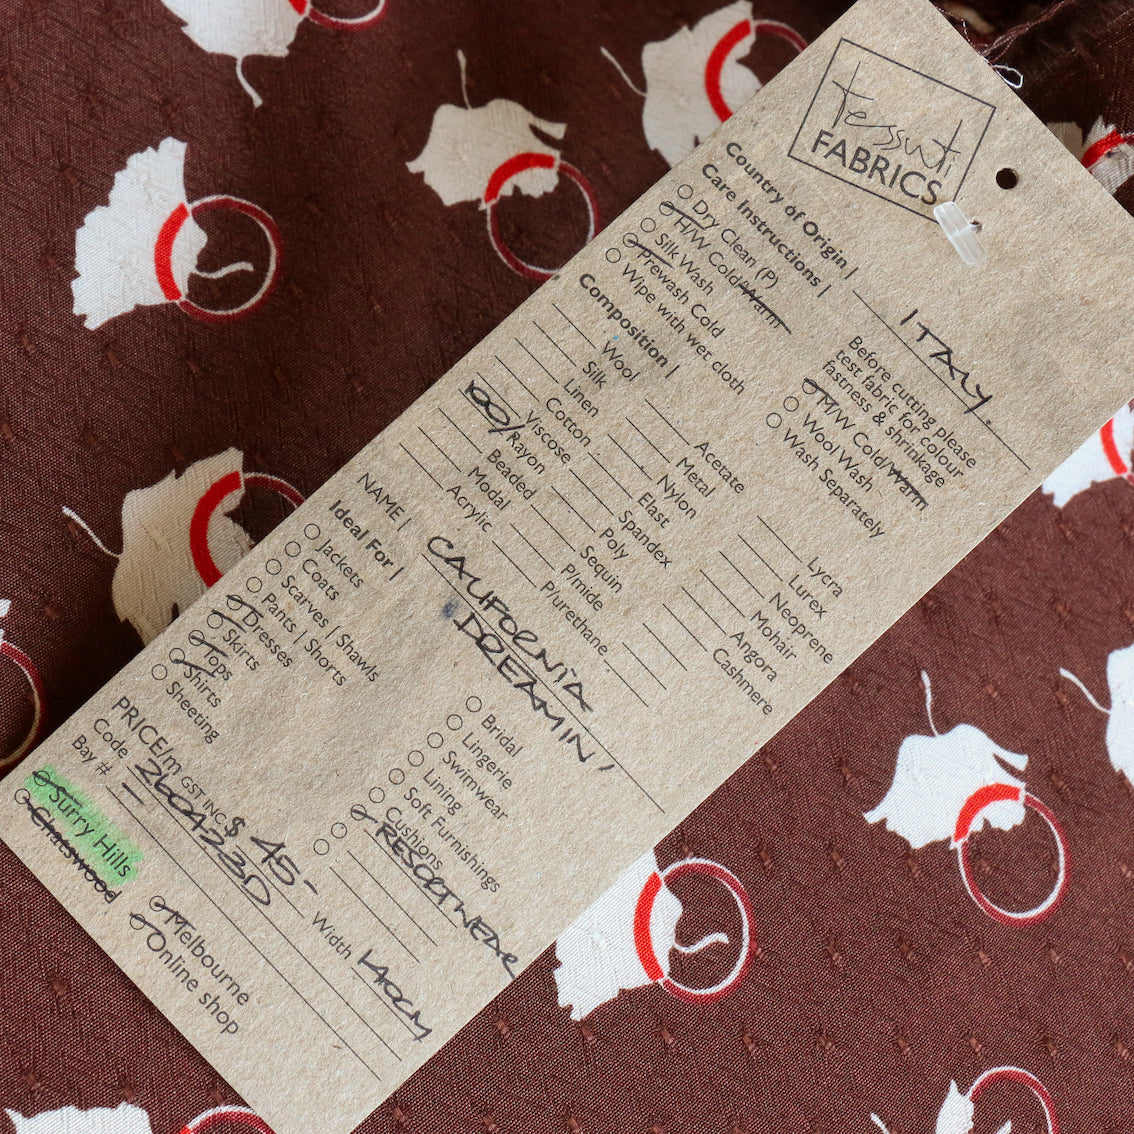 tessuti
FABRICS
Country of Origin | ITALY
Care Instructions |
Dry Clean (P)
H/W Cold/Warm
Silk Wash
Prewash Cold
Wipe with wet cloth
Before cutting please
test fabric for colour
fastness & shrinkage
M/W Cold/Warm
Wool Wash
Wash Separately
Composition |
Wool
Silk
Linen
Cotton
Viscose
100% Rayon
Beaded
Modal
Acrylic
Acetate
Metal
Nylon
Elast
Spandex
Poly
Sequin
P/mide
P/urethane
Lycra
Lurex
Neoprene
Mohair
Angora
Cashmere
NAME | CALIFORNIA
DREAMIN'
Ideal For |
Jackets
Coats
Scarves | Shawls
Pants | Shorts
Dresses
Skirts
Tops
Shirts
Sheeting
Bridal
Lingerie
Swimwear
Lining
Soft Furnishings
Cushions
RESORTWEAR
PRICE/m GST INC $ 45-
Code 260423D Width 140CM
Bay # -
Surry Hills
Chatswood
Melbourne
Online shop